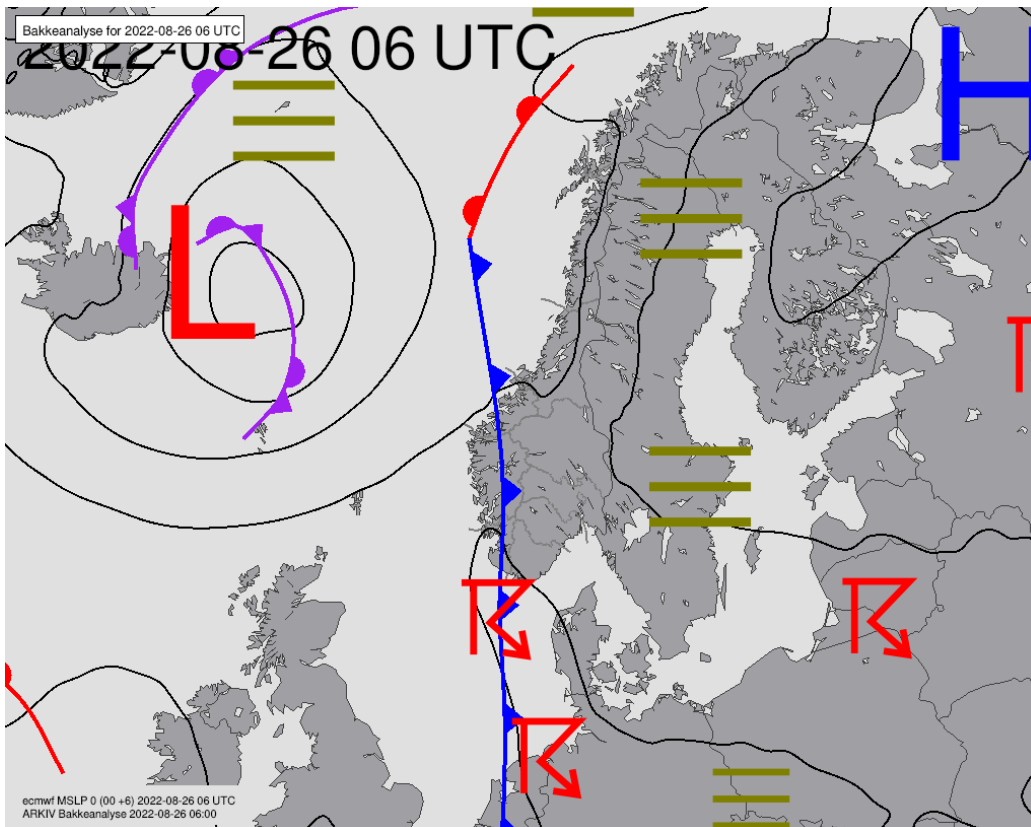 Bakkeanalyse for 2022-08-26 06 UTC
2022-08-26 06 UTC
H
L
ecmwf MSLP 0 (00 +6) 2022-08-26 06 UTC
ARKIV Bakkeanalyse 2022-08-26 06:00